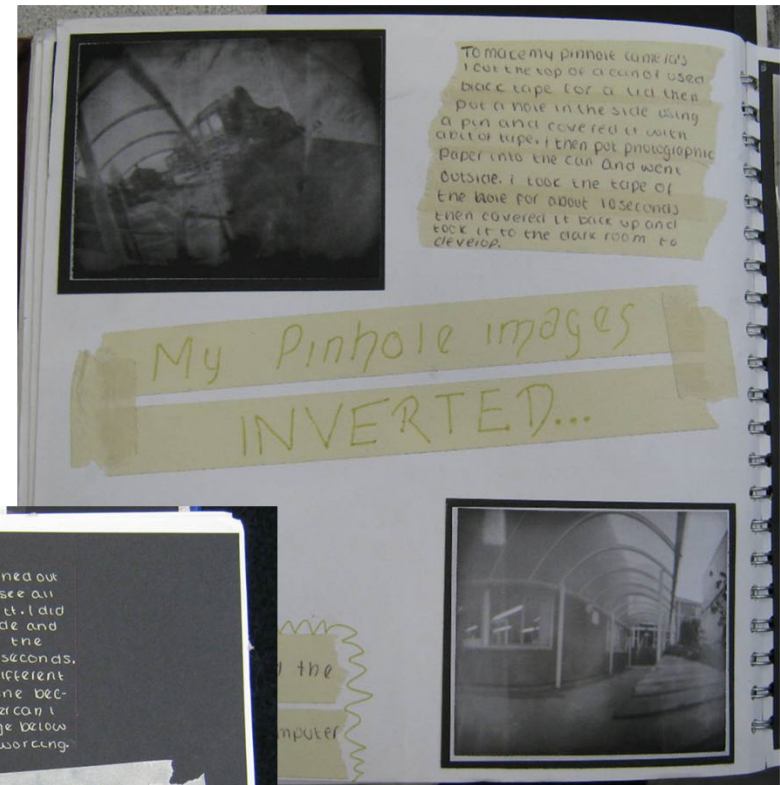 To make my pinhole camera's
I cut the top of a can of used
black tape for a lid then
put a hole in the side using
a pin and covered it with
a bit of tape. i then put photographic
Paper into the can and went
outside. i took the tape of
the hole for about 10 seconds
then covered it back up and
took it to the dark room to
develop.
My Pinhole images
INVERTED...
ned out
see all
it. I did
de and
the
seconds.
ifferent
ne bec-
er can I
ge below
working.
the
mputer